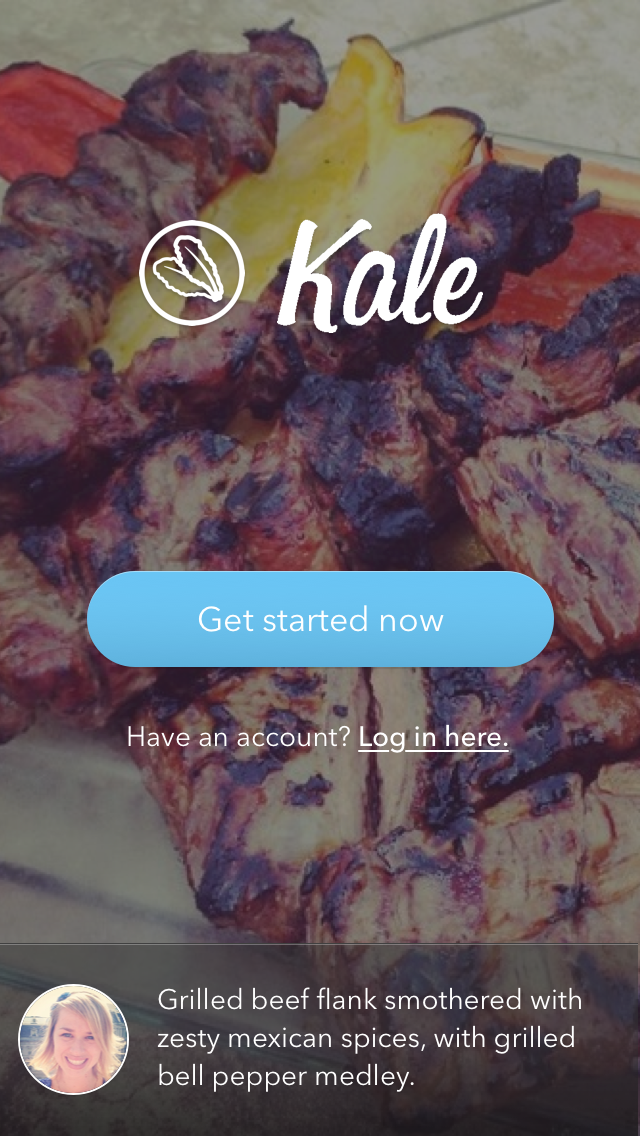 Kale
Get started now
Have an account? Log in here.
Grilled beef flank smothered with
zesty mexican spices, with grilled
bell pepper medley.